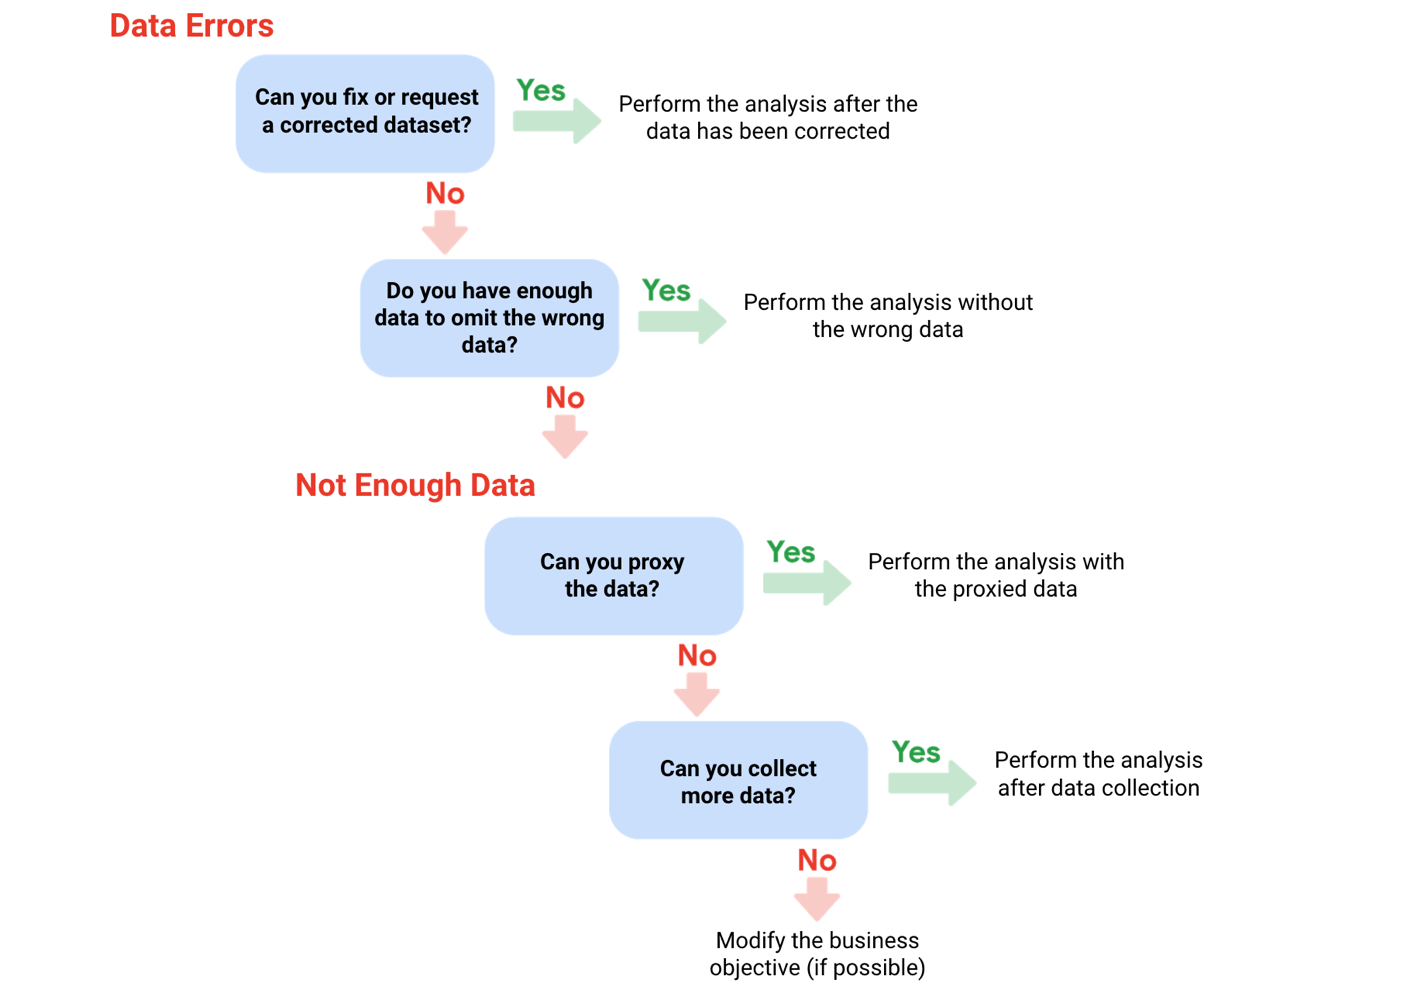 Data Errors
Can you fix or request
a corrected dataset?
Yes
Perform the analysis after the
data has been corrected
No
Do you have enough
data to omit the wrong
data?
Yes
Perform the analysis without
the wrong data
No
Not Enough Data
Can you proxy
the data?
Yes
Perform the analysis with
the proxied data
No
Can you collect
more data?
Yes
Perform the analysis
after data collection
No
Modify the business
objective (if possible)